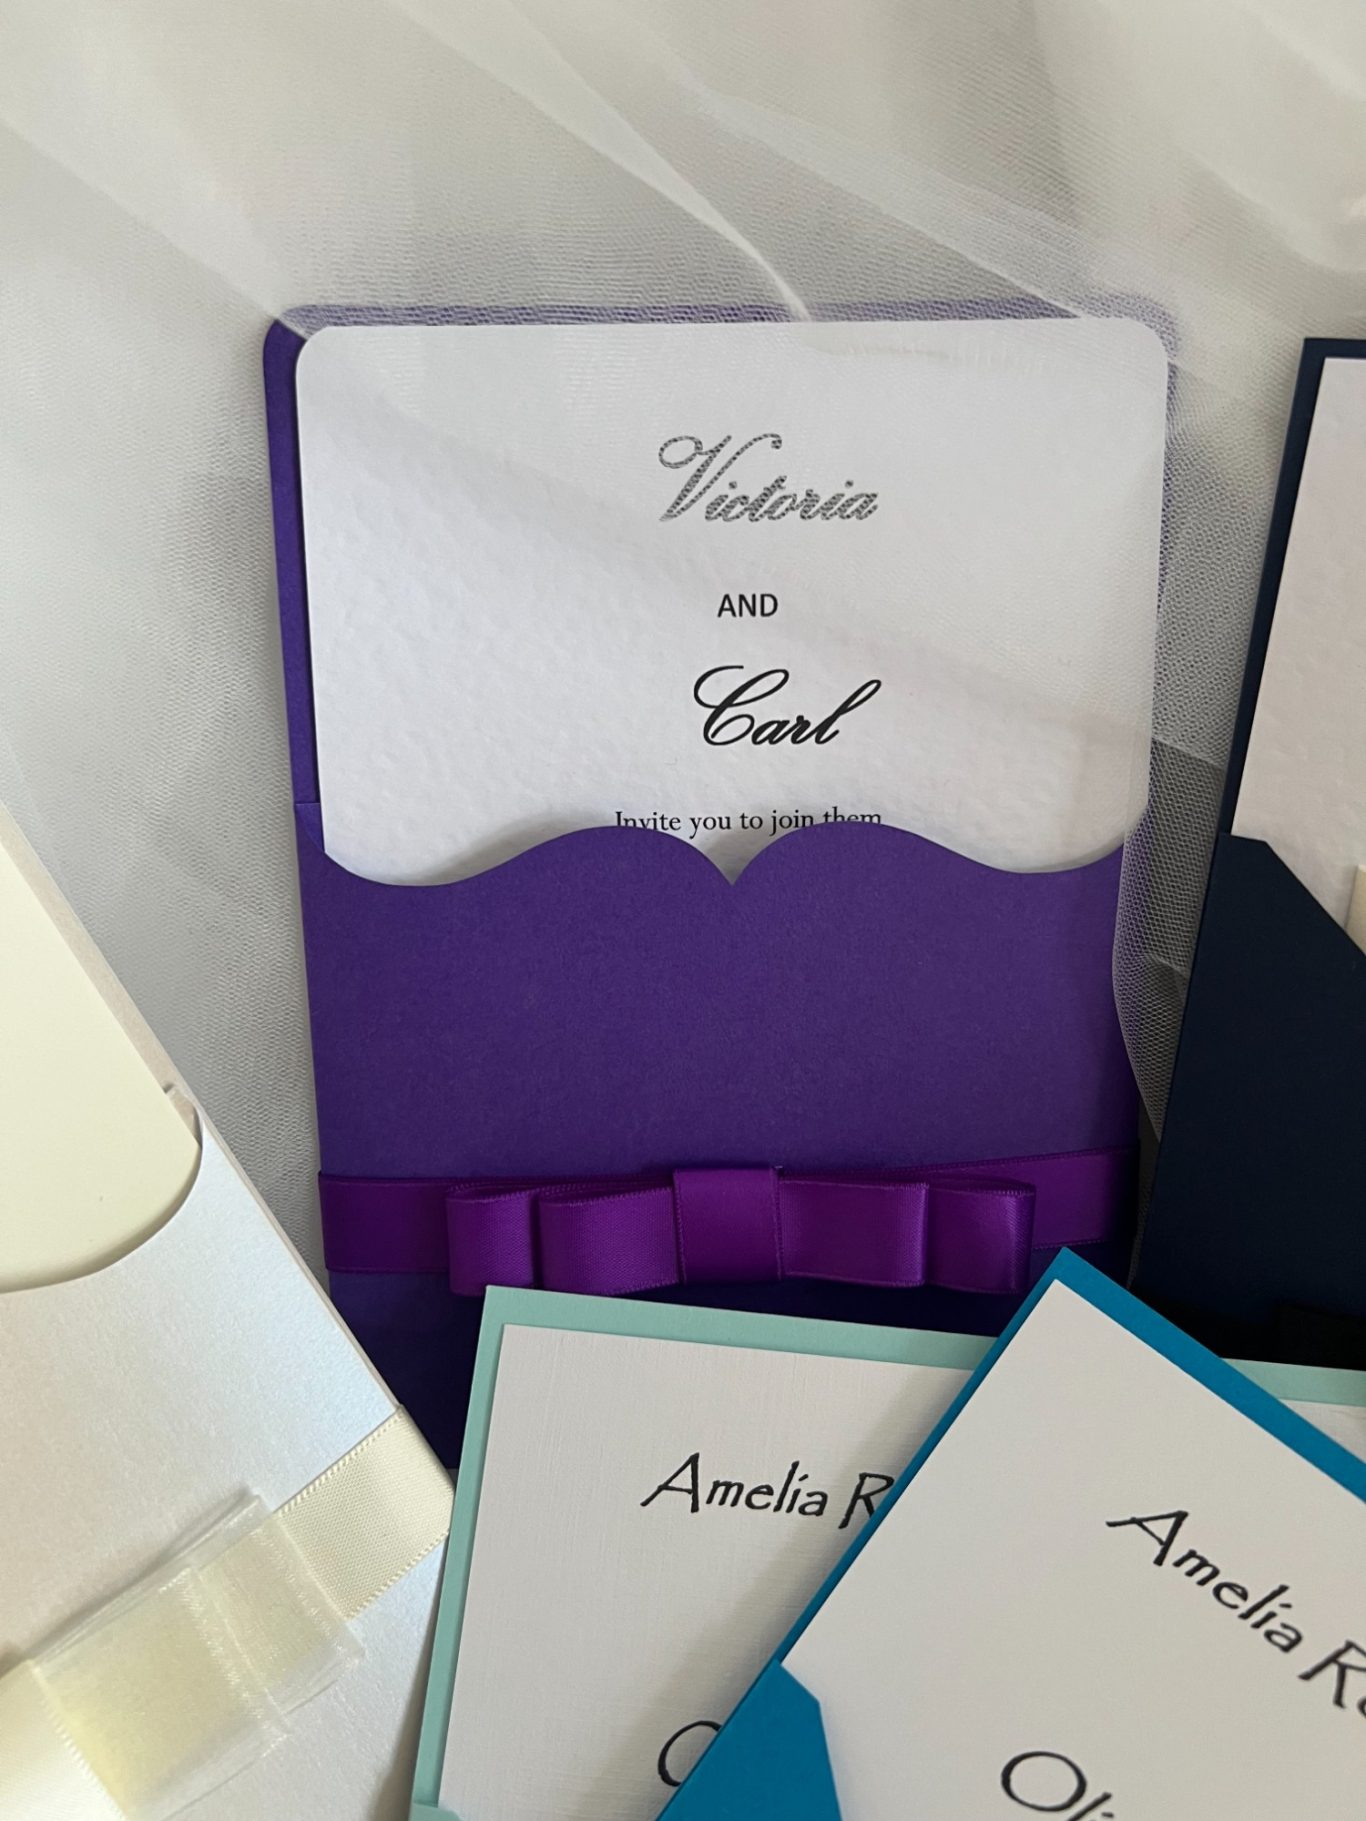 Victoria
AND
Carl
Invite you to join them
Amelia
Amelia